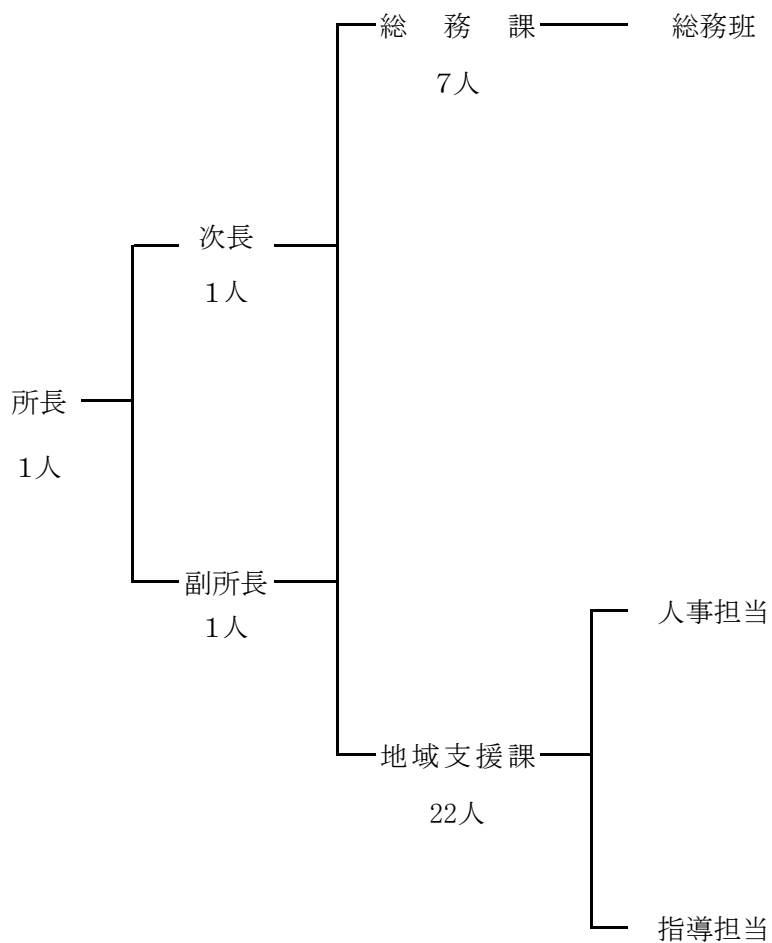 総務課 総務班
7人
次長
1人
所長
1人
副所長
1人
人事担当
地域支援課
22人
指導担当